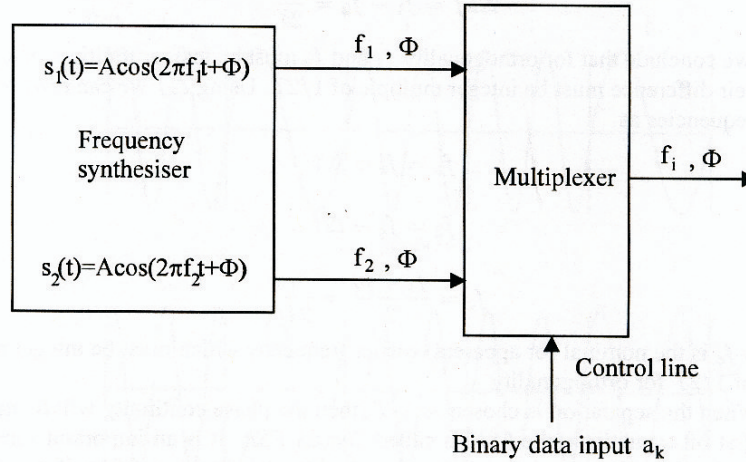 s₁(t)=Acos(2πf₁t+Φ)
f₁ , Φ
Frequency
synthesiser
Multiplexer
fᵢ , Φ
s₂(t)=Acos(2πf₂t+Φ)
f₂ , Φ
Control line
Binary data input aₖ